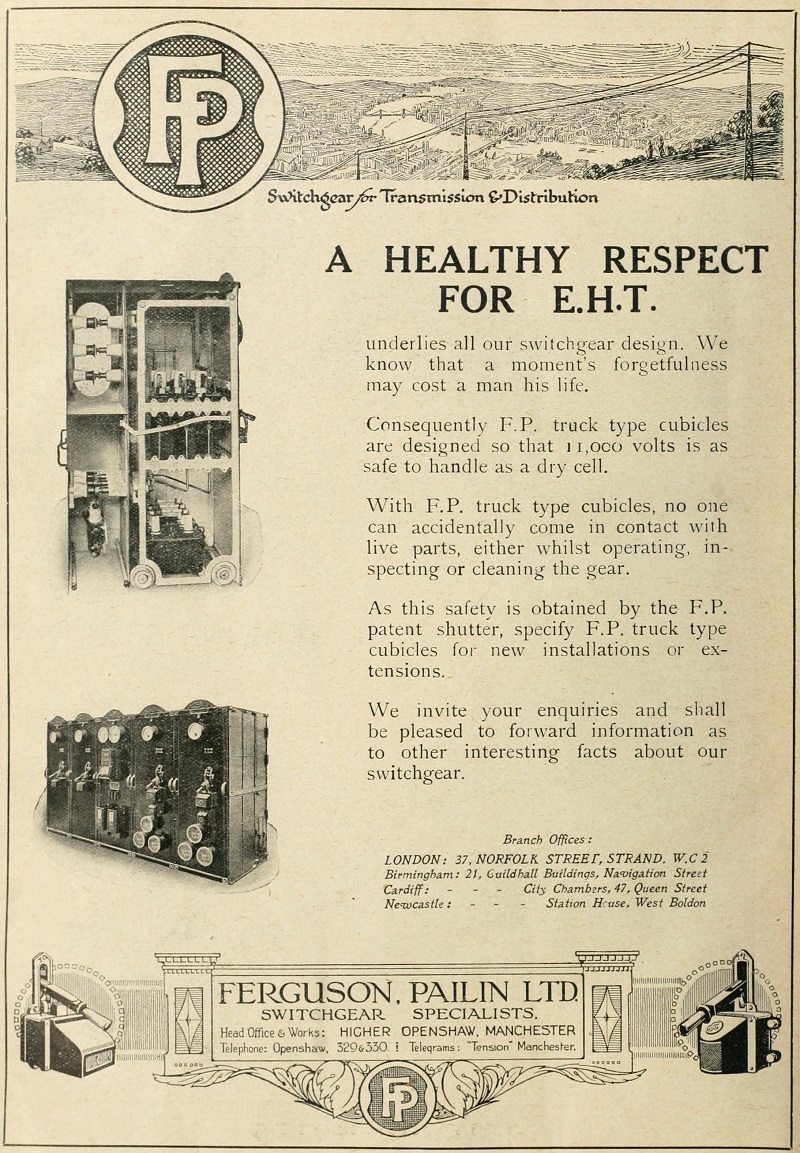 FP
Switchgear for Transmission & Distribution
A HEALTHY RESPECT
FOR E.H.T.
underlies all our switchgear design. We
know that a moment's forgetfulness
may cost a man his life.
Consequently F.P. truck type cubicles
are designed so that 11,000 volts is as
safe to handle as a dry cell.
With F.P. truck type cubicles, no one
can accidentally come in contact with
live parts, either whilst operating, in-
specting or cleaning the gear.
As this safety is obtained by the F.P.
patent shutter, specify F.P. truck type
cubicles for new installations or ex-
tensions.
We invite your enquiries and shall
be pleased to forward information as
to other interesting facts about our
switchgear.
Branch Offices:
LONDON: 37, NORFOLK STREET, STRAND. W.C 2
Birmingham: 21, Guildhall Buildings, Navigation Street
Cardiff: - - - City Chambers, 47, Queen Street
Newcastle: - - - Station House, West Boldon
FERGUSON, PAILIN LTD.
SWITCHGEAR SPECIALISTS.
Head Office & Works: HIGHER OPENSHAW, MANCHESTER
Telephone: Openshaw, 329&330. Telegrams: "Tension" Manchester.
FP